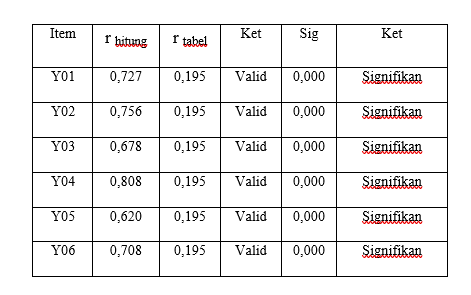 Item r hitung r tabel Ket Sig Ket
Y01 0,727 0,195 Valid 0,000 Signifikan
Y02 0,756 0,195 Valid 0,000 Signifikan
Y03 0,678 0,195 Valid 0,000 Signifikan
Y04 0,808 0,195 Valid 0,000 Signifikan
Y05 0,620 0,195 Valid 0,000 Signifikan
Y06 0,708 0,195 Valid 0,000 Signifikan